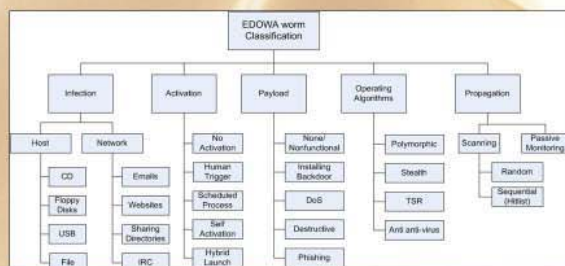 EDOWA worm
Classification
Infection
Activation
Payload
Operating
Algorithms
Propagation
Host
Network
CD
Floppy
Disks
USB
File
Emails
Websites
Sharing
Directories
IRC
No
Activation
Human
Trigger
Scheduled
Process
Self
Activation
Hybrid
Launch
None/
Nonfunctional
Installing
Backdoor
DoS
Destructive
Phishing
Polymorphic
Stealth
TSR
Anti anti-virus
Scanning
Passive
Monitoring
Random
Sequential
(Hitlist)